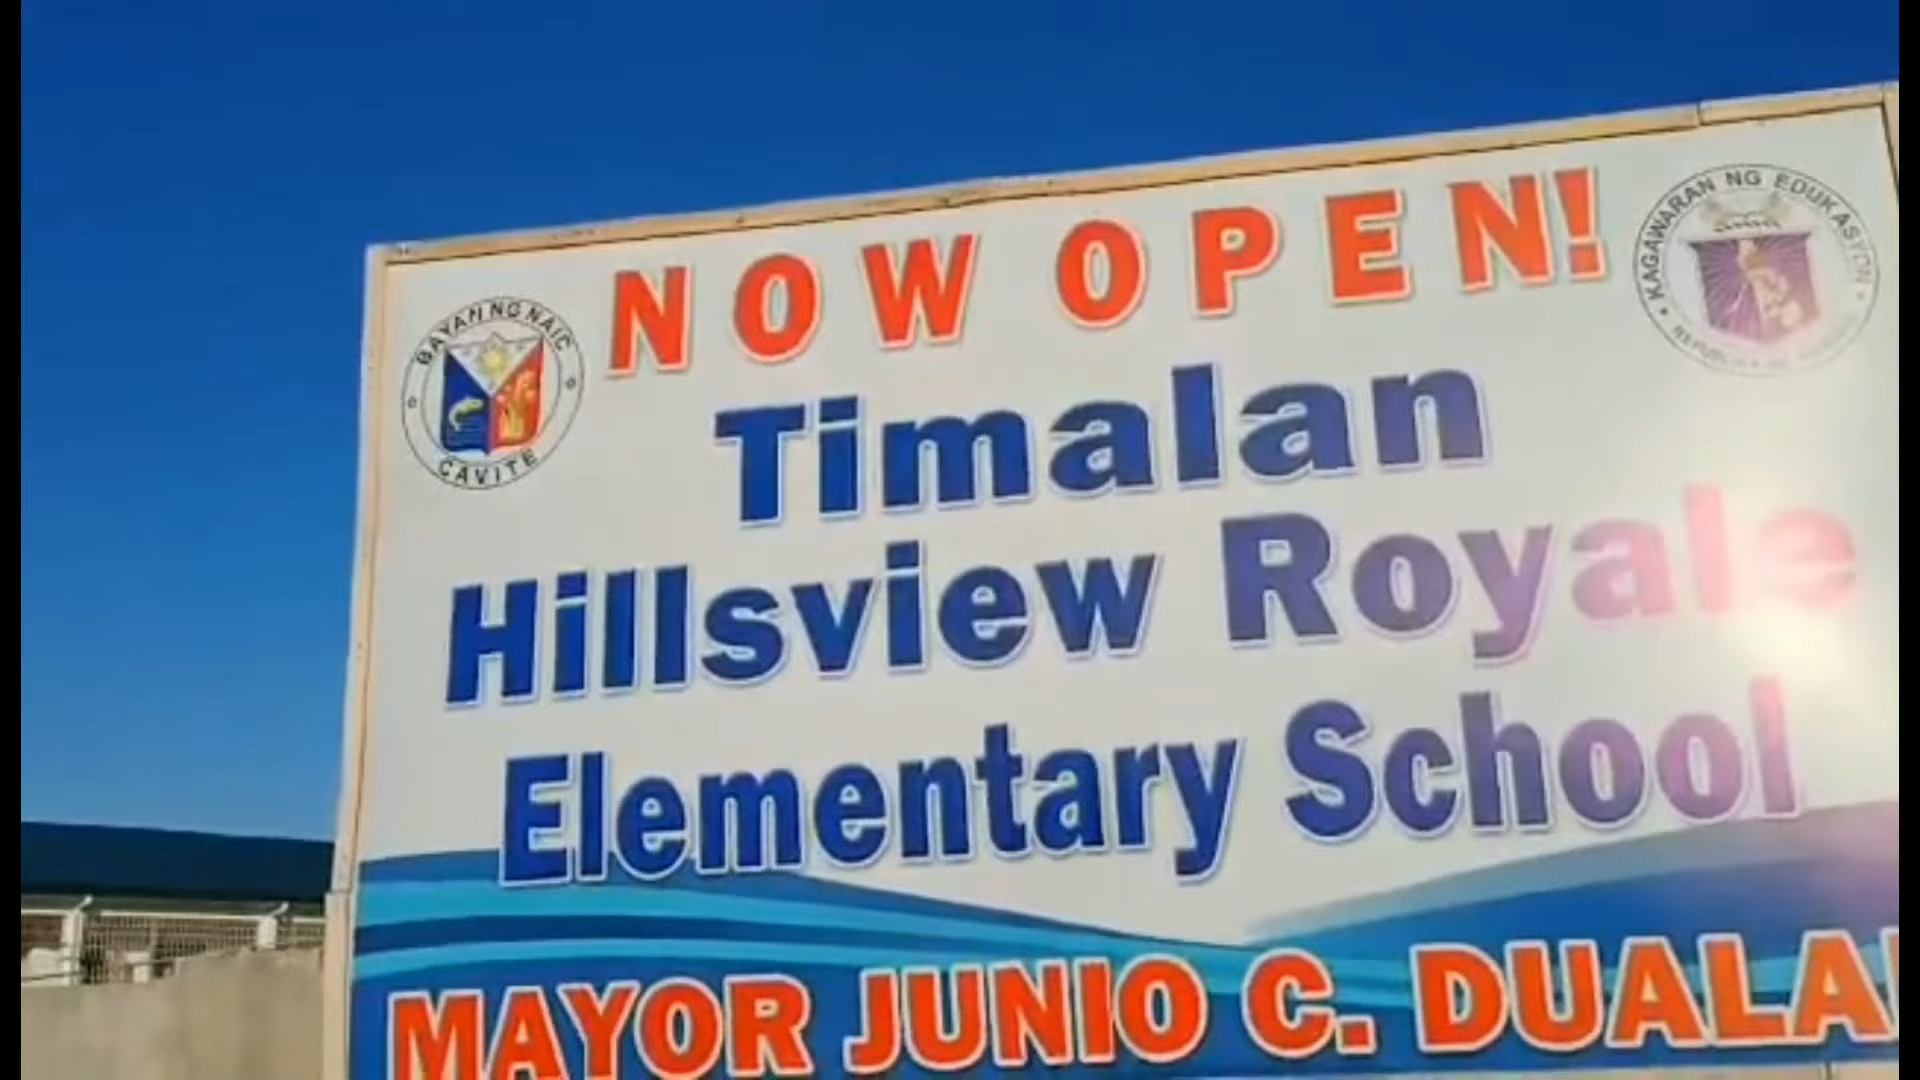 NOW OPEN!
BAYAN NG NAIC
CAVITE
KAGAWARAN NG EDUKASYON
Timalan
Hillsview Royale
Elementary School
MAYOR JUNIO C. DUALA